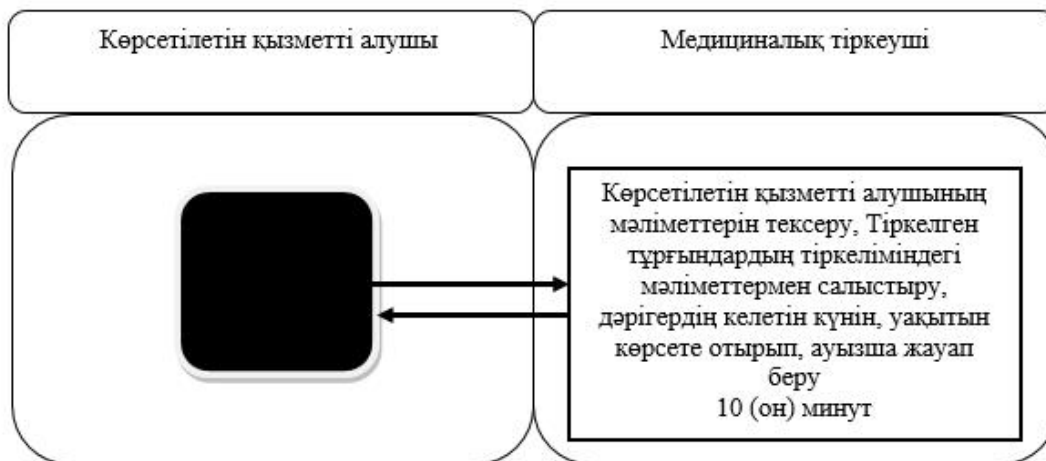 Көрсетілетін қызметті алушы
Медициналық тіркеуші
Көрсетілетін қызметті алушының
мәліметтерін тексеру, Тіркелген
тұрғындардың тіркеліміндегі
мәліметтермен салыстыру,
дәрігердің келетін күнін, уақытын
көрсете отырып, ауызша жауап
беру
10 (он) минут